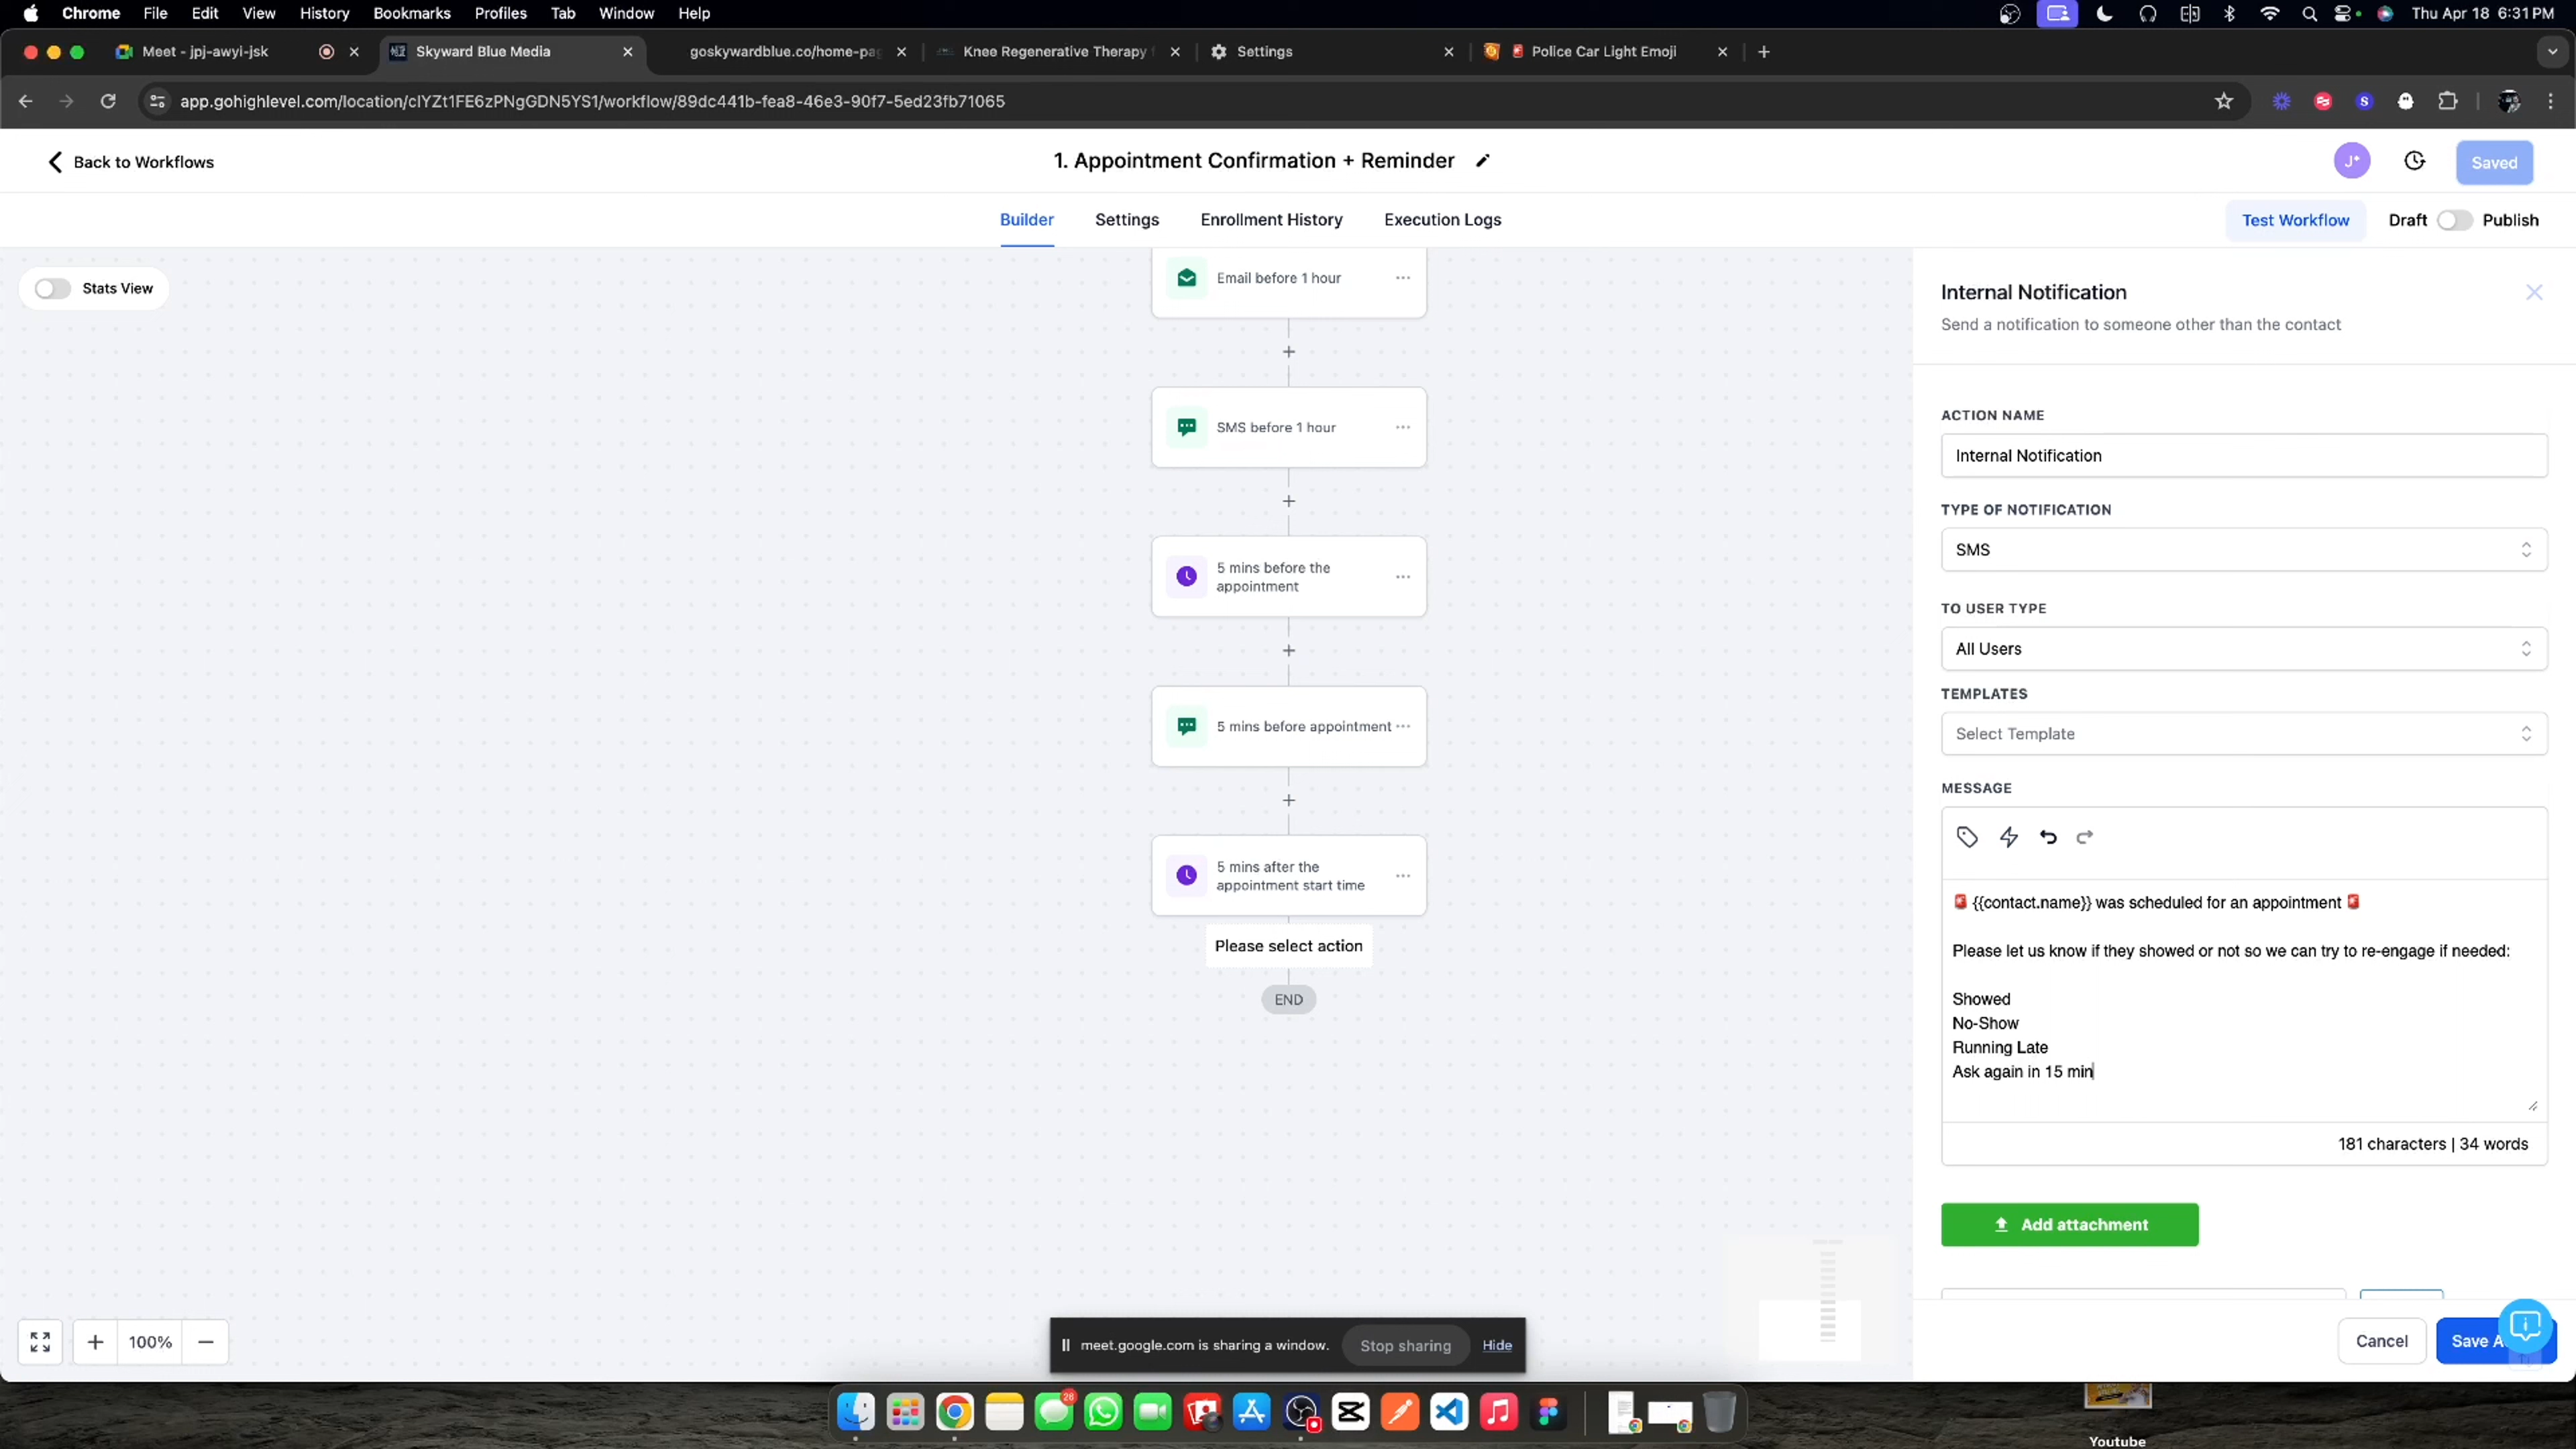 Chrome File Edit View History Bookmarks Profiles Tab Window Help
28
Thu Apr 18 6:31 PM
Meet - jpj-awyi-jsk
Skyward Blue Media
goskywardblue.co/home-pag
Knee Regenerative Therapy
Settings
Police Car Light Emoji
app.gohighlevel.com/location/cIYZt1FE6zPNgGDN5YS1/workflow/89dc441b-fea8-46e3-90f7-5ed23fb71065
Back to Workflows
1. Appointment Confirmation + Reminder
Saved
Builder Settings Enrollment History Execution Logs
Test Workflow
Draft Publish
Stats View
Email before 1 hour
SMS before 1 hour
5 mins before the
appointment
5 mins before appointment
5 mins after the
appointment start time
Please select action
END
Internal Notification
Send a notification to someone other than the contact
ACTION NAME
Internal Notification
TYPE OF NOTIFICATION
SMS
TO USER TYPE
All Users
TEMPLATES
Select Template
MESSAGE
🚨 {{contact.name}} was scheduled for an appointment 🚨
Please let us know if they showed or not so we can try to re-engage if needed:
Showed
No-Show
Running Late
Ask again in 15 min
181 characters | 34 words
Add attachment
Cancel
Save A
100%
meet.google.com is sharing a window.
Stop sharing
Hide
Youtube